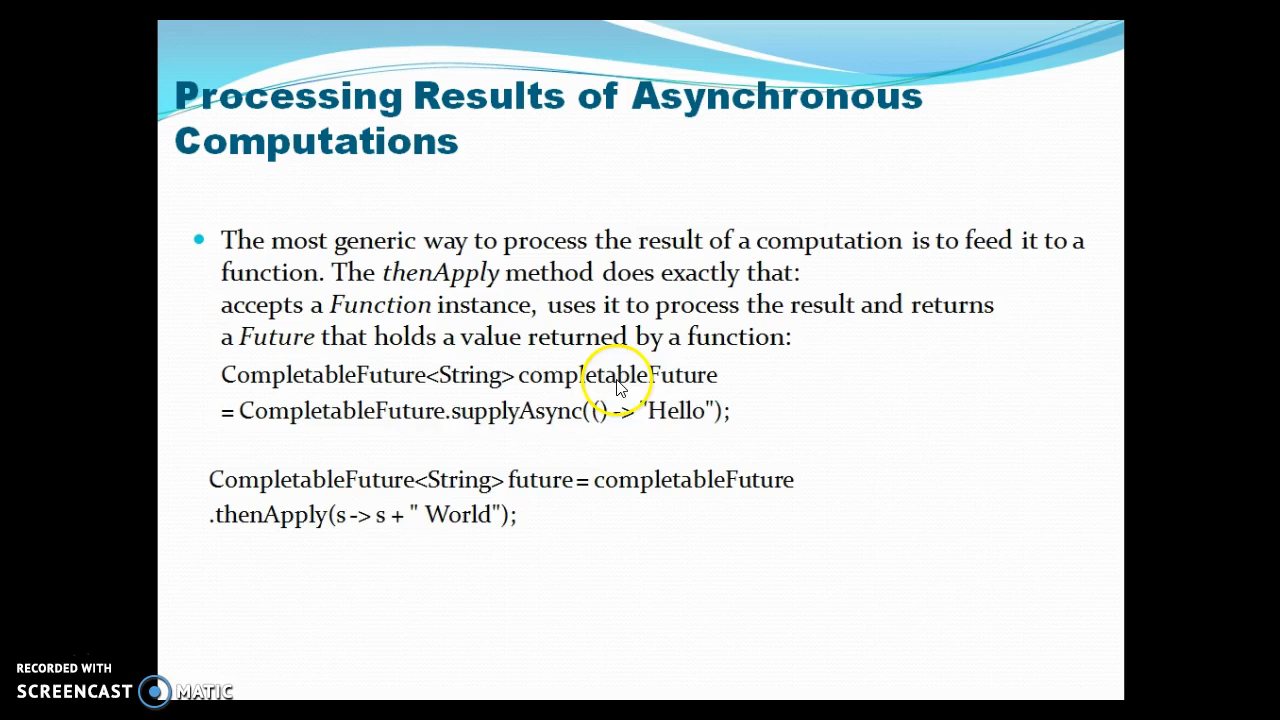 Processing Results of Asynchronous
Computations
The most generic way to process the result of a computation is to feed it to a
function. The thenApply method does exactly that:
accepts a Function instance, uses it to process the result and returns
a Future that holds a value returned by a function:
CompletableFuture<String> completableFuture
= CompletableFuture.supplyAsync(() -> "Hello");
CompletableFuture<String> future = completableFuture
.thenApply(s -> s + " World");
RECORDED WITH
SCREENCAST MATIC